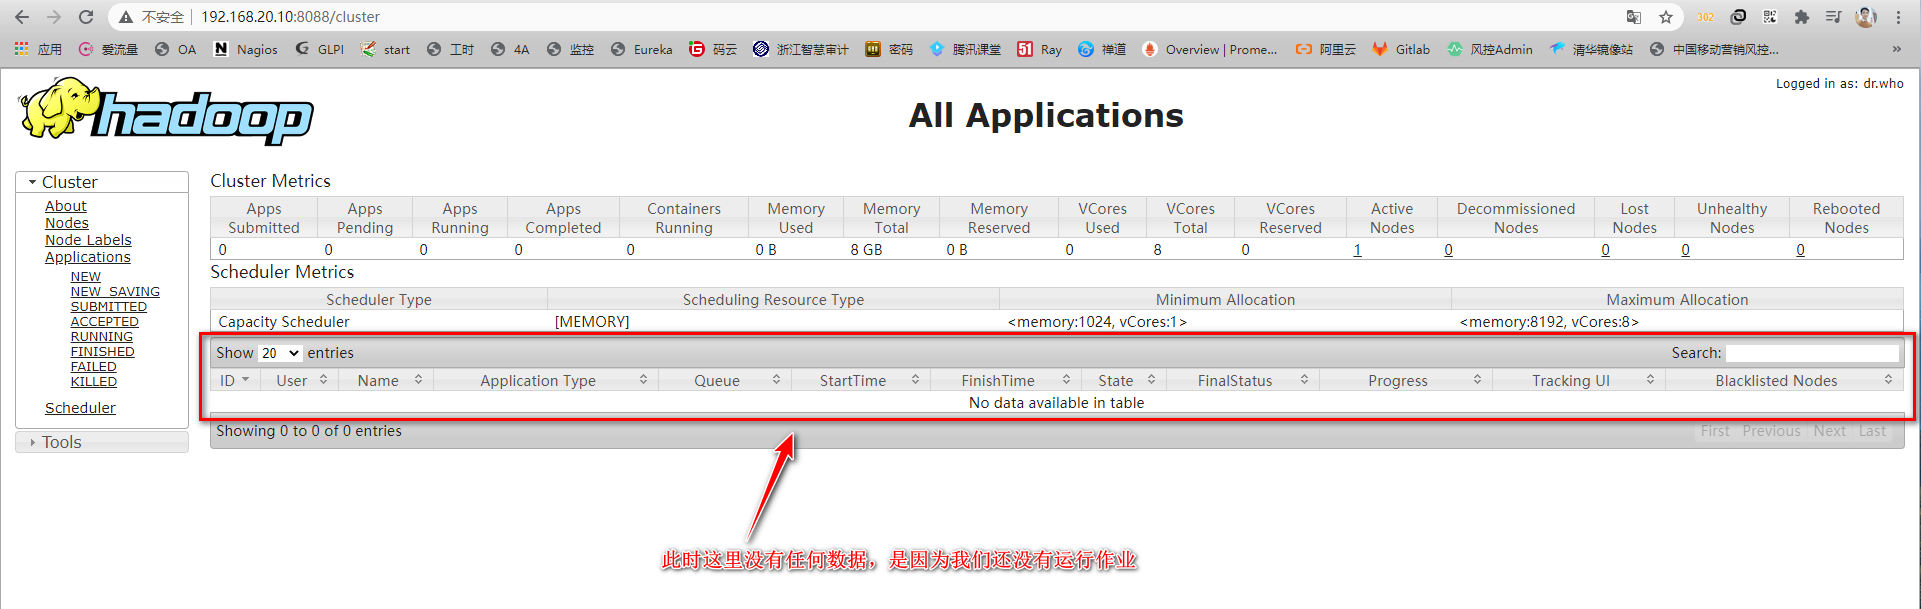 不安全 192.168.20.10:8088/cluster
应用 爱流量 OA Nagios GLPI start 工时 4A 监控 Eureka 码云 浙江智慧审计 密码 腾讯课堂 Ray 禅道 Overview | Prome... 阿里云 Gitlab 风控Admin 清华镜像站 中国移动营销风控... »
hadoop
All Applications
Logged in as: dr.who
Cluster
About
Nodes
Node Labels
Applications
NEW
NEW_SAVING
SUBMITTED
ACCEPTED
RUNNING
FINISHED
FAILED
KILLED
Scheduler
Tools
Cluster Metrics
Apps Submitted Apps Pending Apps Running Apps Completed Containers Running Memory Used Memory Total Memory Reserved VCores Used VCores Total VCores Reserved Active Nodes Decommissioned Nodes Lost Nodes Unhealthy Nodes Rebooted Nodes
0 0 0 0 0 0 B 8 GB 0 B 0 8 0 1 0 0 0 0
Scheduler Metrics
Scheduler Type Scheduling Resource Type Minimum Allocation Maximum Allocation
Capacity Scheduler [MEMORY] <memory:1024, vCores:1> <memory:8192, vCores:8>
Show 20 entries Search:
ID User Name Application Type Queue StartTime FinishTime State FinalStatus Progress Tracking UI Blacklisted Nodes
No data available in table
Showing 0 to 0 of 0 entries First Previous Next Last
此时这里没有任何数据，是因为我们还没有运行作业